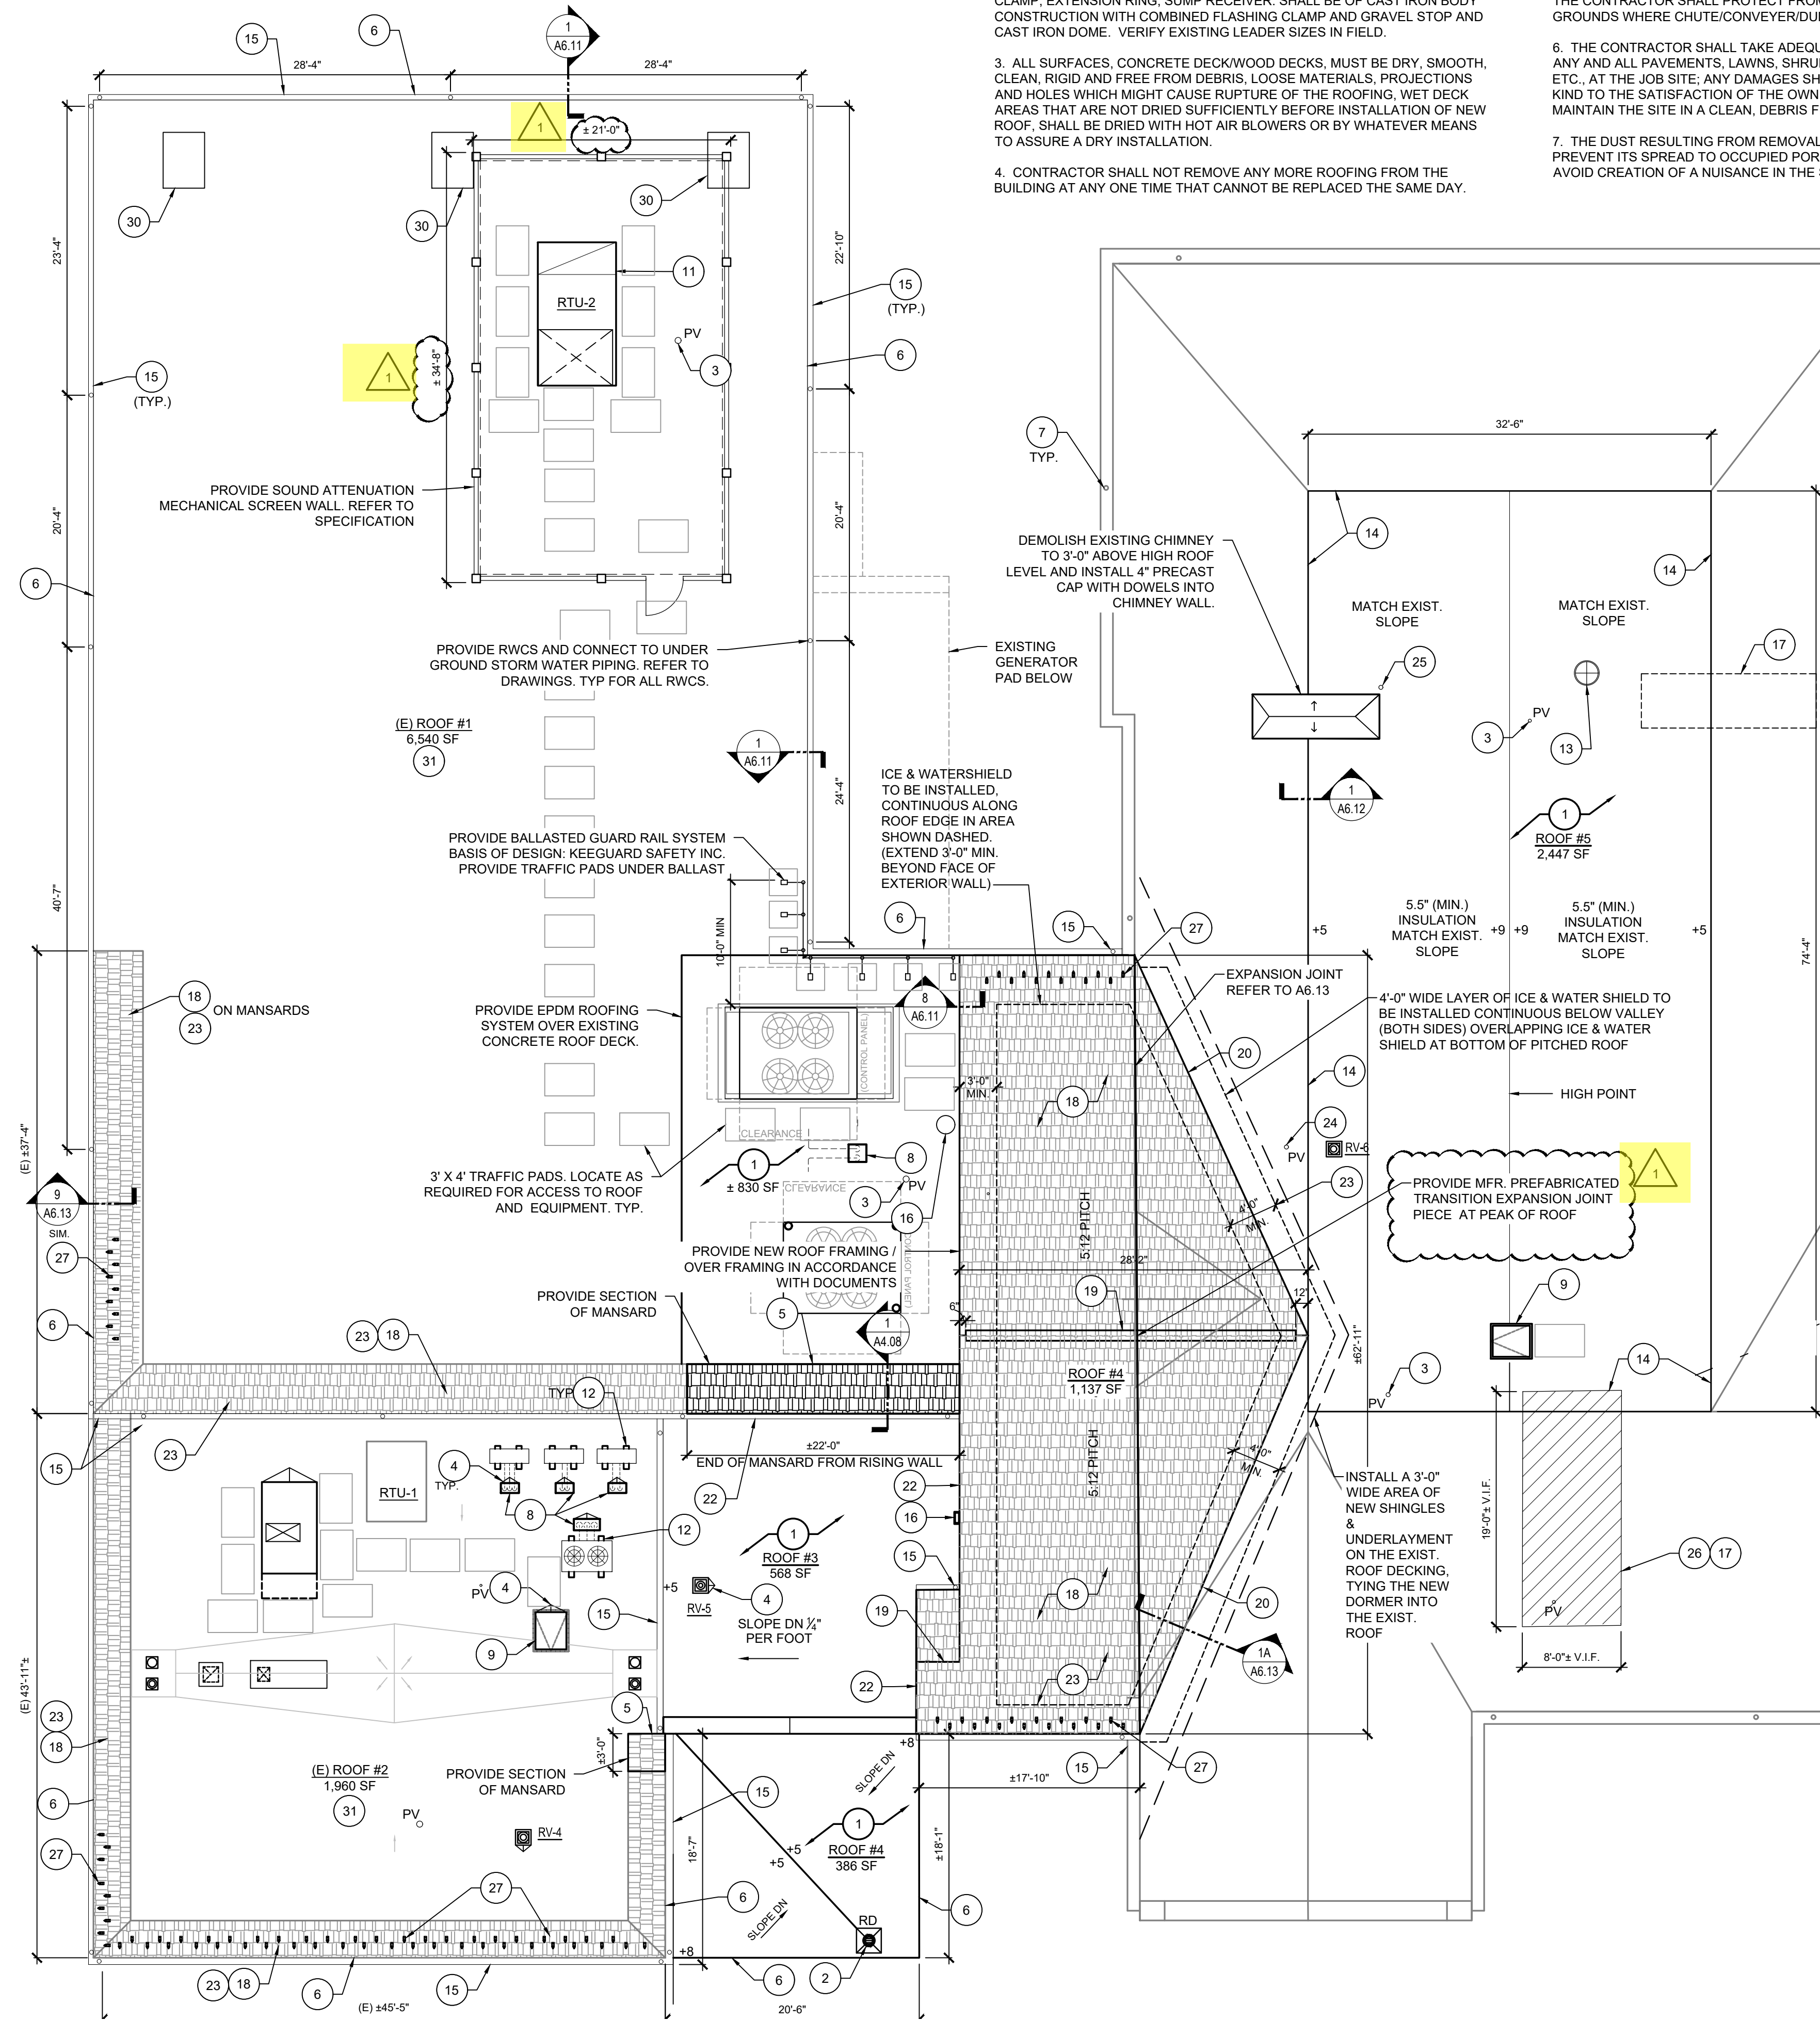 CLAMP, EXTENSION RING, SUMP RECEIVER. SHALL BE OF CAST IRON BODY
CONSTRUCTION WITH COMBINED FLASHING CLAMP AND GRAVEL STOP AND
CAST IRON DOME. VERIFY EXISTING LEADER SIZES IN FIELD.
3. ALL SURFACES, CONCRETE DECK/WOOD DECKS, MUST BE DRY, SMOOTH,
CLEAN, RIGID AND FREE FROM DEBRIS, LOOSE MATERIALS, PROJECTIONS
AND HOLES WHICH MIGHT CAUSE RUPTURE OF THE ROOFING, WET DECK
AREAS THAT ARE NOT DRIED SUFFICIENTLY BEFORE INSTALLATION OF NEW
ROOF, SHALL BE DRIED WITH HOT AIR BLOWERS OR BY WHATEVER MEANS
TO ASSURE A DRY INSTALLATION.
4. CONTRACTOR SHALL NOT REMOVE ANY MORE ROOFING FROM THE
BUILDING AT ANY ONE TIME THAT CANNOT BE REPLACED THE SAME DAY.
THE CONTRACTOR SHALL PROTECT FROM
GROUNDS WHERE CHUTE/CONVEYER/DU
6. THE CONTRACTOR SHALL TAKE ADEQU
ANY AND ALL PAVEMENTS, LAWNS, SHRU
ETC., AT THE JOB SITE; ANY DAMAGES SH
KIND TO THE SATISFACTION OF THE OWN
MAINTAIN THE SITE IN A CLEAN, DEBRIS F
7. THE DUST RESULTING FROM REMOVAL
PREVENT ITS SPREAD TO OCCUPIED POR
AVOID CREATION OF A NUISANCE IN THE
15
6
1
A6.11
28'-4"
28'-4"
1
± 21'-0"
30
30
30
23'-4"
22'-10"
11
RTU-2
15
(TYP.)
PV
3
6
1
± 34'-8"
15
(TYP.)
PROVIDE SOUND ATTENUATION
MECHANICAL SCREEN WALL. REFER TO
SPECIFICATION
20'-4"
20'-4"
6
PROVIDE RWCS AND CONNECT TO UNDER
GROUND STORM WATER PIPING. REFER TO
DRAWINGS. TYP FOR ALL RWCS.
EXISTING
GENERATOR
PAD BELOW
(E) ROOF #1
6,540 SF
31
1
A6.11
24'-4"
40'-7"
7
TYP.
32'-6"
DEMOLISH EXISTING CHIMNEY
TO 3'-0" ABOVE HIGH ROOF
LEVEL AND INSTALL 4" PRECAST
CAP WITH DOWELS INTO
CHIMNEY WALL.
14
14
MATCH EXIST.
SLOPE
MATCH EXIST.
SLOPE
25
17
3
PV
13
1
A6.12
1
ROOF #5
2,447 SF
ICE & WATERSHIELD
TO BE INSTALLED,
CONTINUOUS ALONG
ROOF EDGE IN AREA
SHOWN DASHED.
(EXTEND 3'-0" MIN.
BEYOND FACE OF
EXTERIOR WALL)
PROVIDE BALLASTED GUARD RAIL SYSTEM
BASIS OF DESIGN: KEEGUARD SAFETY INC.
PROVIDE TRAFFIC PADS UNDER BALLAST
10'-0" MIN
6
15
27
5.5" (MIN.)
INSULATION
MATCH EXIST.
SLOPE
5.5" (MIN.)
INSULATION
MATCH EXIST.
SLOPE
+5
+9
+9
+5
74'-4"
18
ON MANSARDS
23
PROVIDE EPDM ROOFING
SYSTEM OVER EXISTING
CONCRETE ROOF DECK.
(CONTROL PANEL)
8
A6.11
EXPANSION JOINT
REFER TO A6.13
4'-0" WIDE LAYER OF ICE & WATER SHIELD TO
BE INSTALLED CONTINUOUS BELOW VALLEY
(BOTH SIDES) OVERLAPPING ICE & WATER
SHIELD AT BOTTOM OF PITCHED ROOF
20
14
HIGH POINT
3'-0"
MIN.
18
CLEARANCE
24
PV
RV-6
8
1
± 830 SF
CLEARANCE
3
PV
16
3' X 4' TRAFFIC PADS. LOCATE AS
REQUIRED FOR ACCESS TO ROOF
AND EQUIPMENT. TYP.
(E) ±37'-4"
9
A6.13
SIM.
27
6
5:12 PITCH
4'-0"
MIN.
23
PROVIDE MFR. PREFABRICATED
TRANSITION EXPANSION JOINT
PIECE AT PEAK OF ROOF
1
PROVIDE NEW ROOF FRAMING /
OVER FRAMING IN ACCORDANCE
WITH DOCUMENTS
28'-2"
PROVIDE SECTION
OF MANSARD
23
18
5
1
A4.08
6"
19
12"
±62'-11"
9
ROOF #4
1,137 SF
14
3
PV
TYP
12
15
23
±22'-0"
END OF MANSARD FROM RISING WALL
5:12 PITCH
4'-0"
MIN.
4
TYP.
RTU-1
8
22
22
16
12
1
ROOF #3
568 SF
15
INSTALL A 3'-0"
WIDE AREA OF
NEW SHINGLES
&
UNDERLAYMENT
ON THE EXIST.
ROOF DECKING,
TYING THE NEW
DORMER INTO
THE EXIST.
ROOF
19'-0"± V.I.F.
26
17
PV
8'-0"± V.I.F.
PV
4
+5
RV-5
4
15
SLOPE DN ¼"
PER FOOT
19
18
20
9
1A
A6.13
22
23
(E) 43'-11"±
23
18
5
±3'-0"
(E) ROOF #2
1,960 SF
31
PROVIDE SECTION
OF MANSARD
+8
SLOPE DN
±17'-10"
15
27
6
15
PV
RV-4
27
18'-7"
+5
+5
1
ROOF #4
386 SF
±18'-1"
27
6
6
SLOPE DN
RD
+8
23
18
6
15
6
2
(E) ±45'-5"
20'-6"